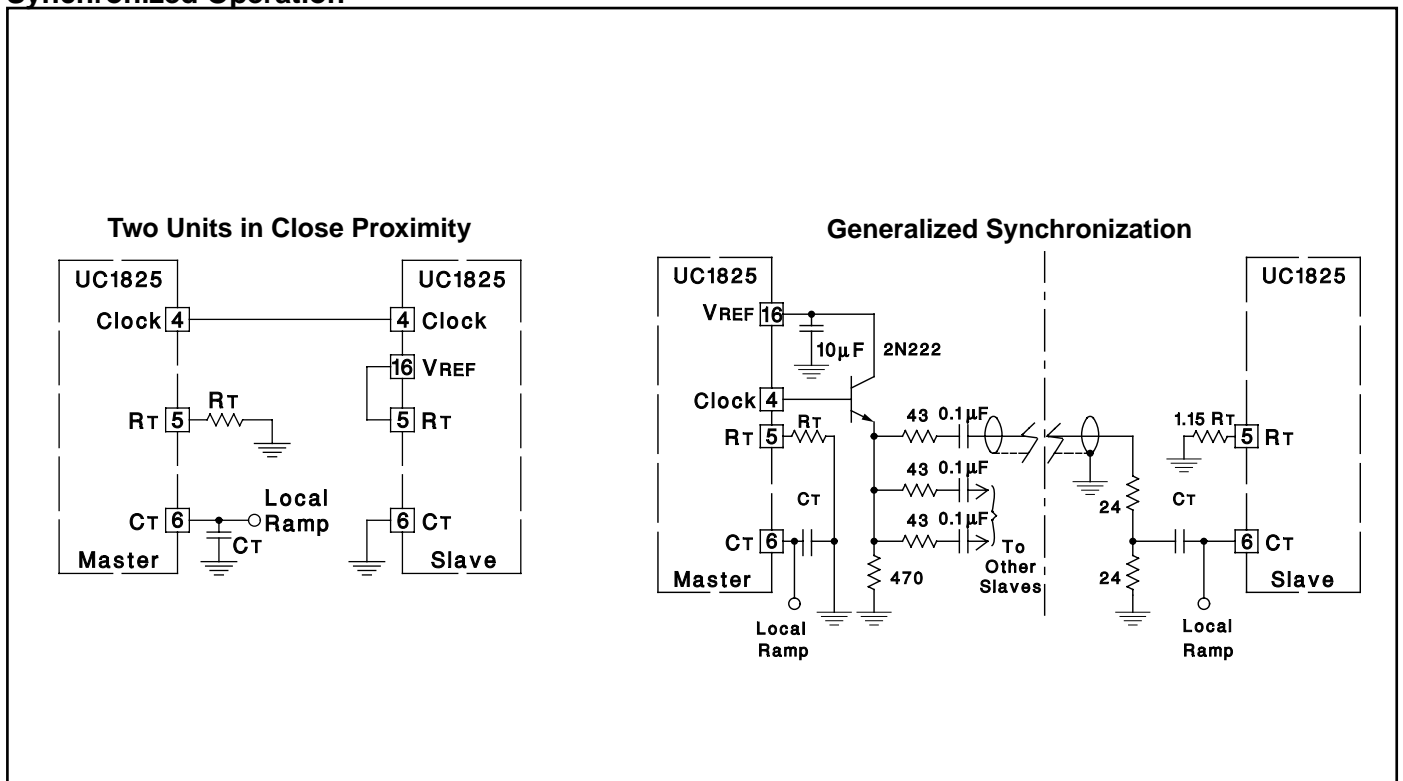 Synchronized Operation
Two Units in Close Proximity
UC1825
UC1825
Clock 4
4 Clock
16 VREF
RT 5
RT
5 RT
CT 6
Local
Ramp
CT
6 CT
Master
Slave
Generalized Synchronization
UC1825
UC1825
VREF 16
10µF
2N222
Clock 4
RT 5
RT
43 0.1µF
1.15 RT
5 RT
43 0.1µF
CT
24
CT
43 0.1µF
CT 6
6 CT
To
Other
Slaves
Master
470
24
Slave
Local
Ramp
Local
Ramp